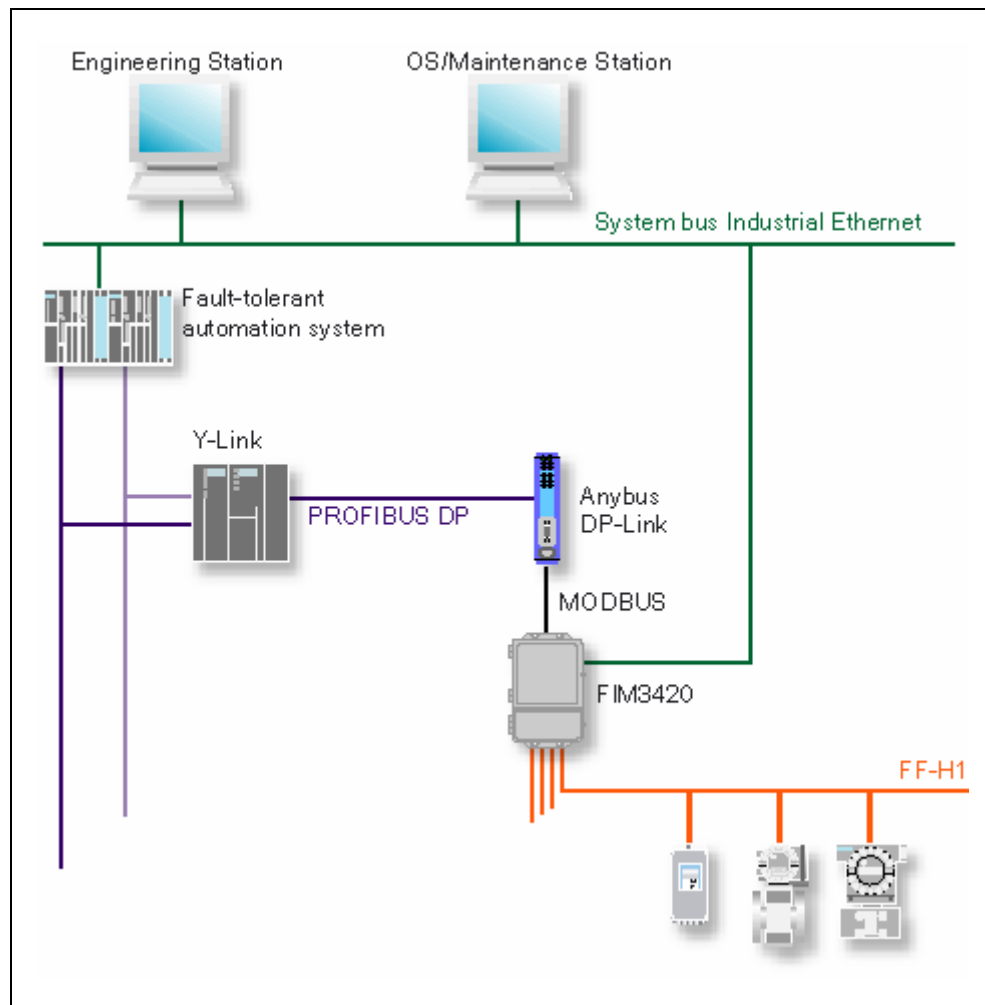 Engineering Station
OS/Maintenance Station
System bus Industrial Ethernet
Fault-tolerant
automation system
Y-Link
PROFIBUS DP
Anybus
DP-Link
MODBUS
FIM3420
FF-H1